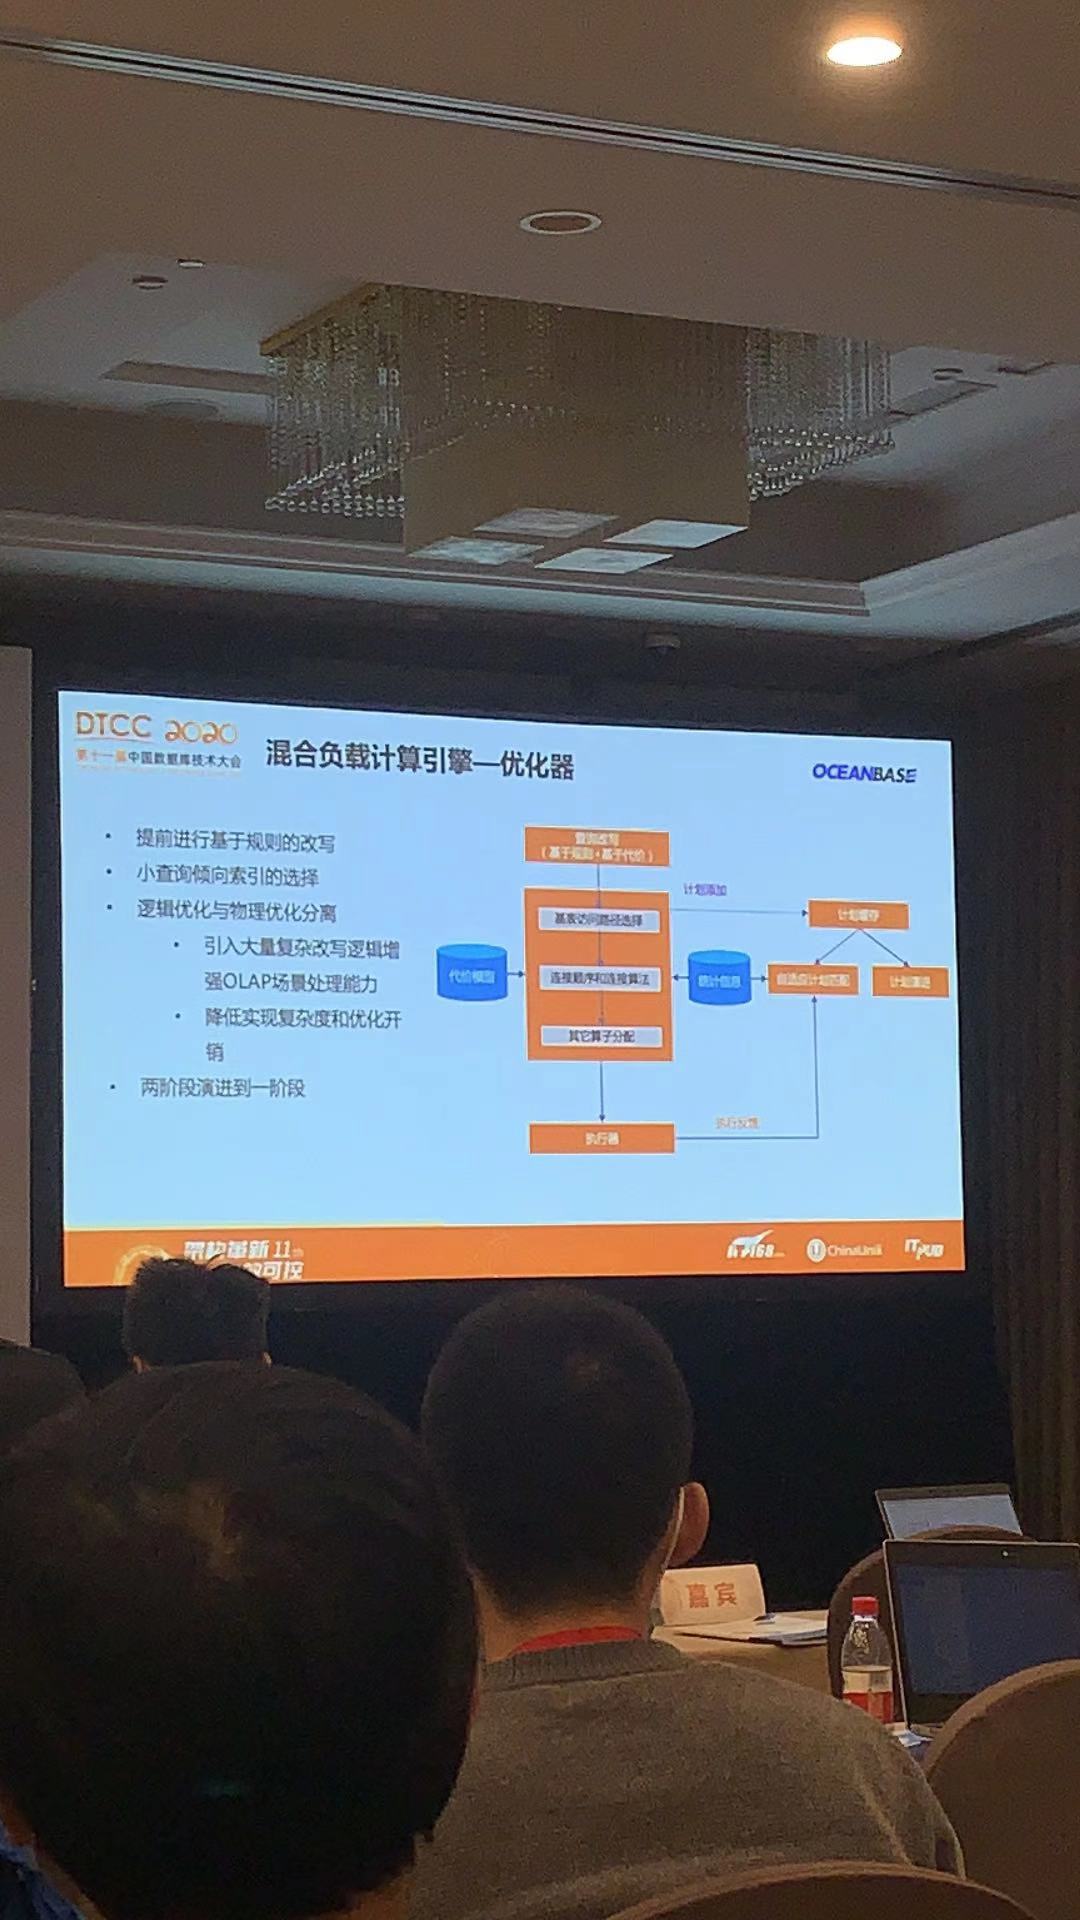 DTCC 2020
第十一届中国数据库技术大会
混合负载计算引擎—优化器
OCEANBASE
• 提前进行基于规则的改写
• 小查询倾向索引的选择
• 逻辑优化与物理优化分离
• 引入大量复杂改写逻辑增
强OLAP场景处理能力
• 降低实现复杂度和优化开
销
• 两阶段演进到一阶段
查询改写
(基于规则+基于代价)
计划添加
基表访问路径选择
计划缓存
代价模型
连接顺序和连接算法
统计信息
自适应计划匹配
计划淘汰
其它算子分配
执行器
执行反馈
架构革新 11th
可控
ITPUB
ChinaUnix
嘉宾